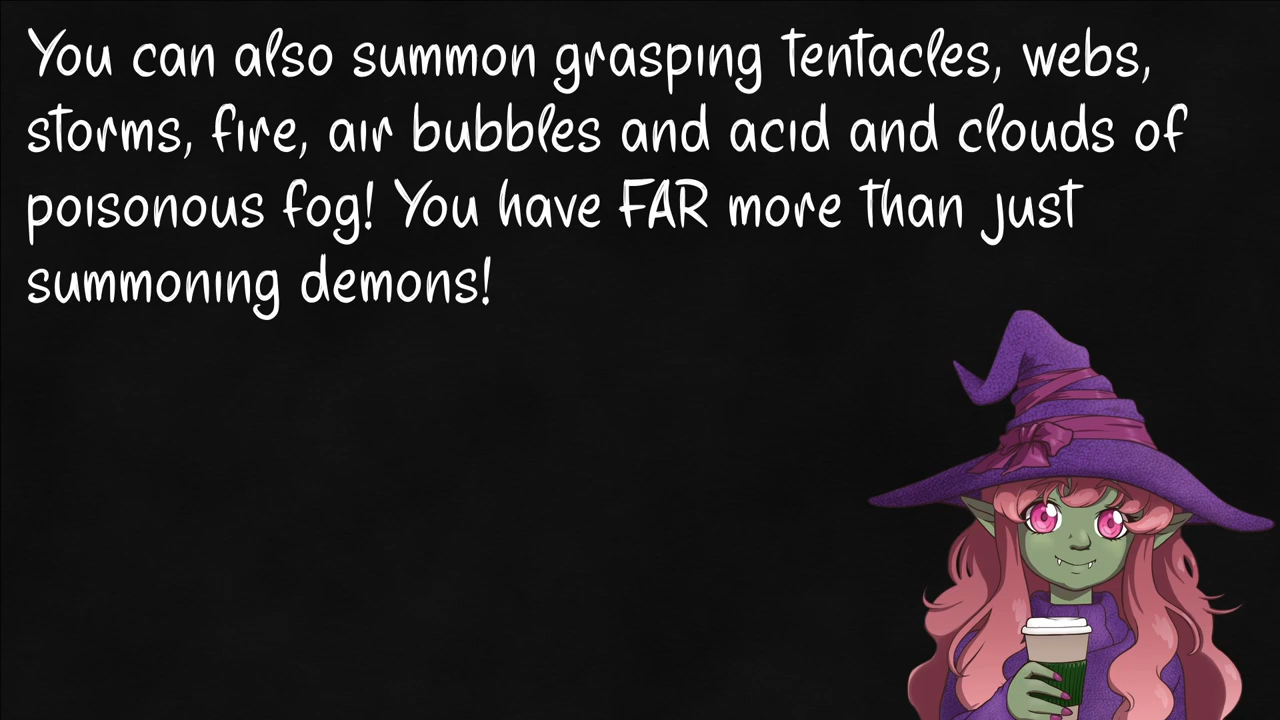 You can also summon grasping tentacles, webs,
storms, fire, air bubbles and acid and clouds of
poisonous fog! You have FAR more than just
summoning demons!